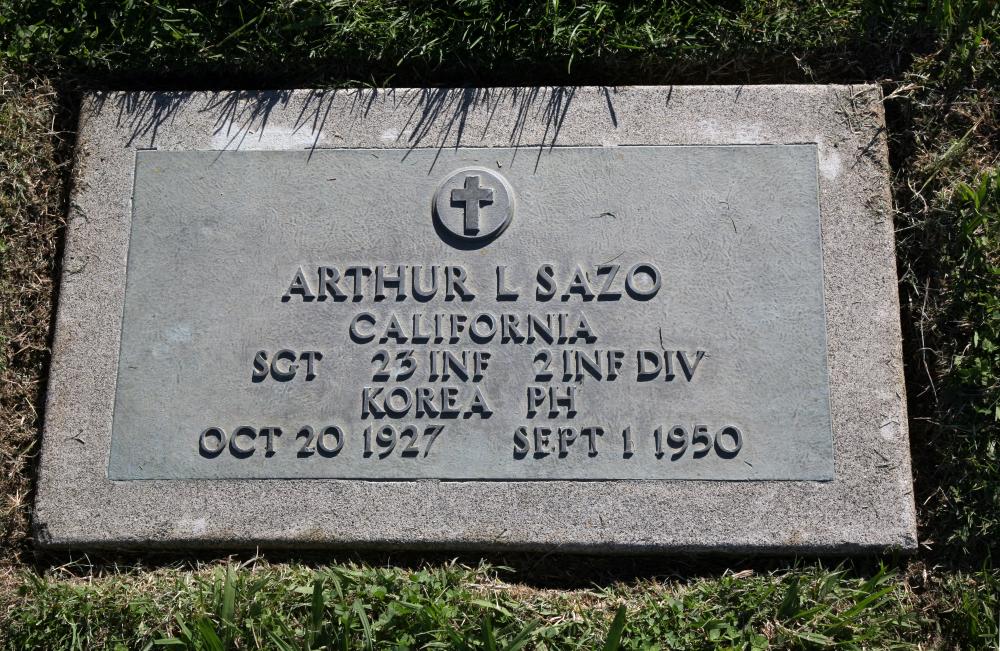 ARTHUR L SAZO
CALIFORNIA
SGT 23 INF 2 INF DIV
KOREA PH
OCT 20 1927 SEPT 1 1950